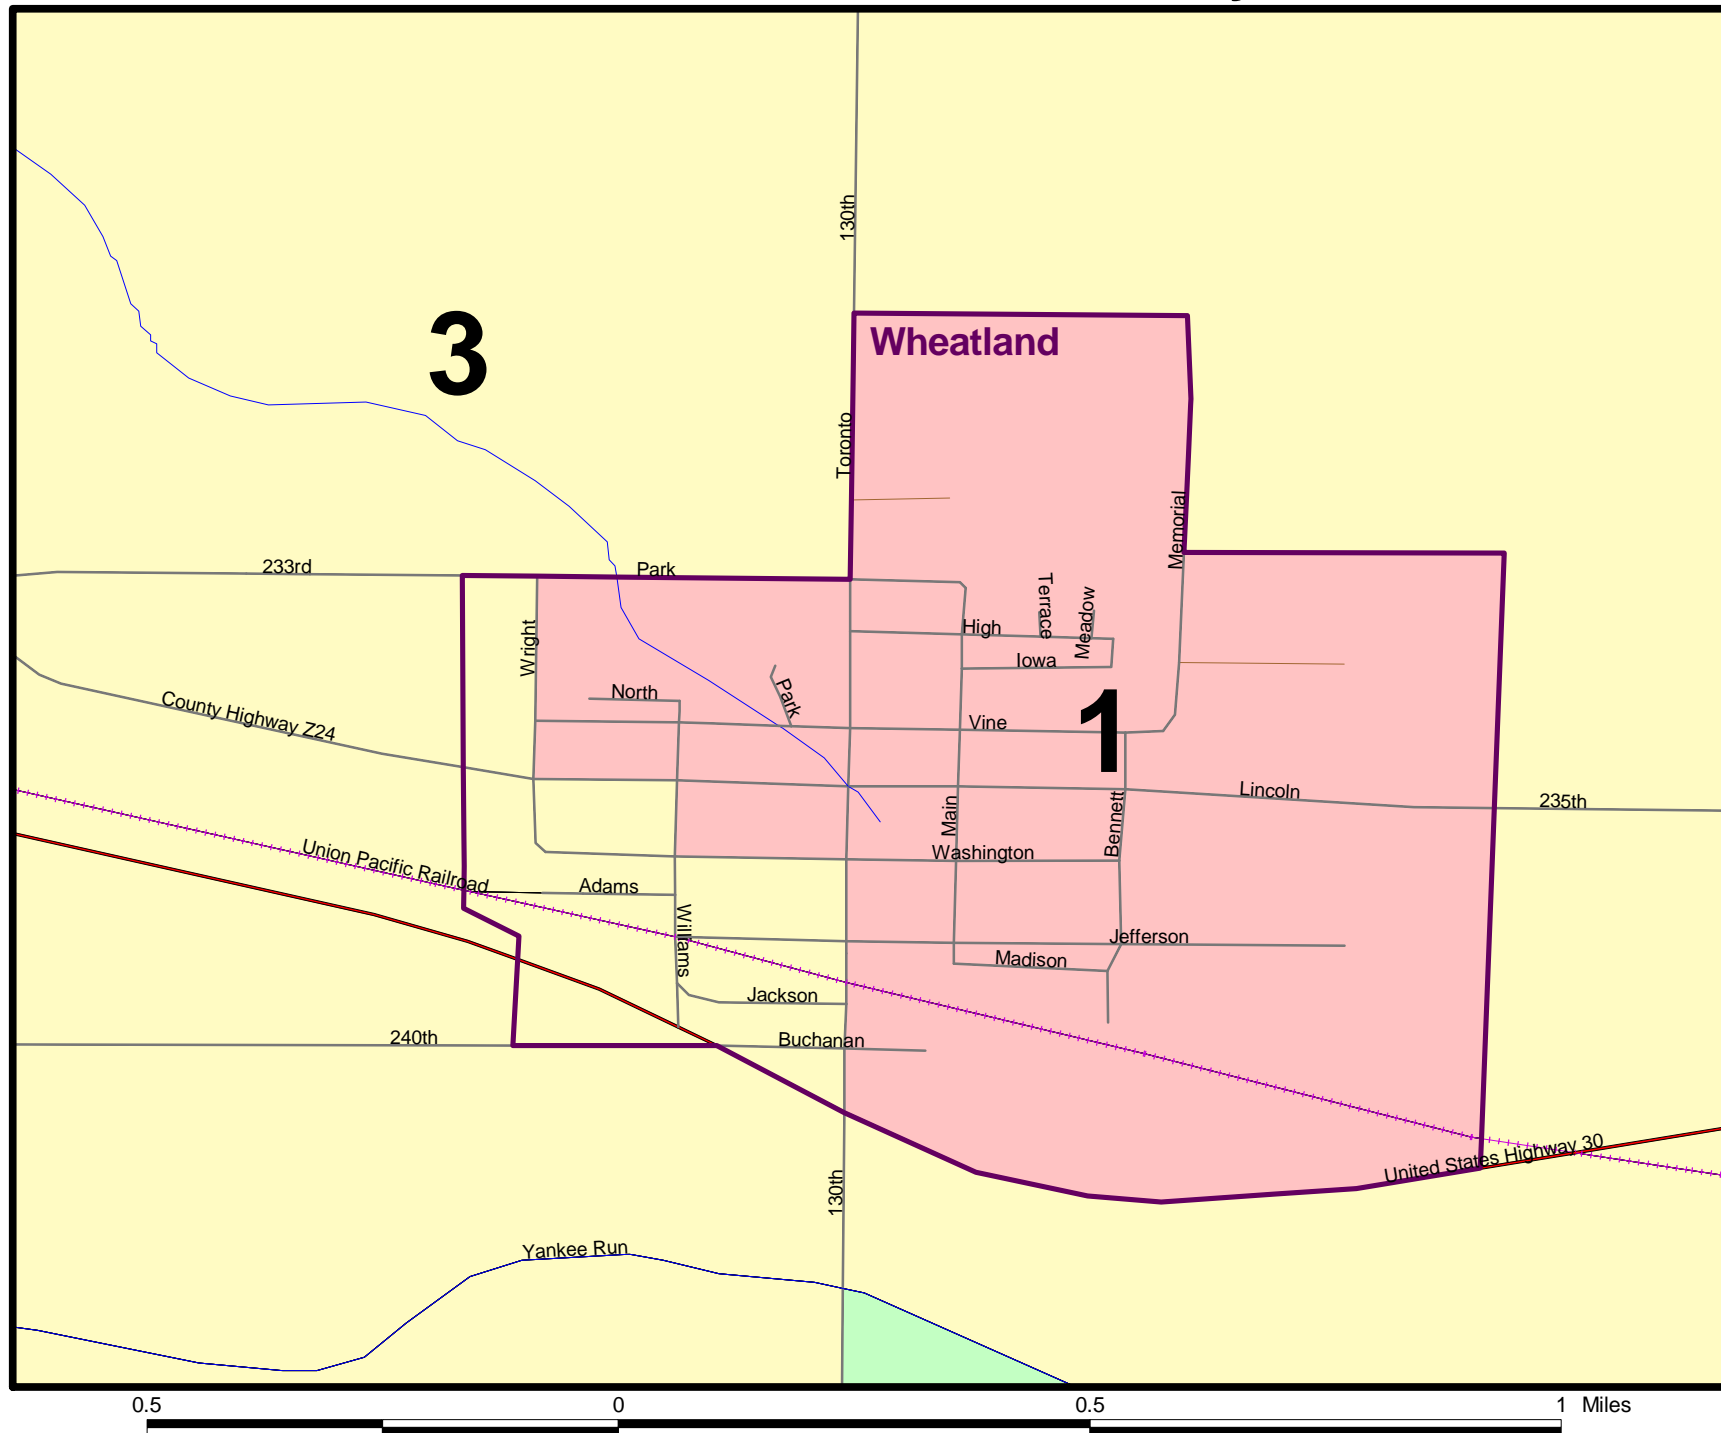 130th
3
Wheatland
Toronto
Memorial
233rd
Park
Terrace
Meadow
Wright
High
Iowa
North
Park
County Highway Z24
Vine
1
Lincoln
235th
Main
Bennett
Union Pacific Railroad
Washington
Adams
Williams
Jefferson
Madison
Jackson
240th
Buchanan
United States Highway 30
130th
Yankee Run
0.5 0 0.5 1 Miles